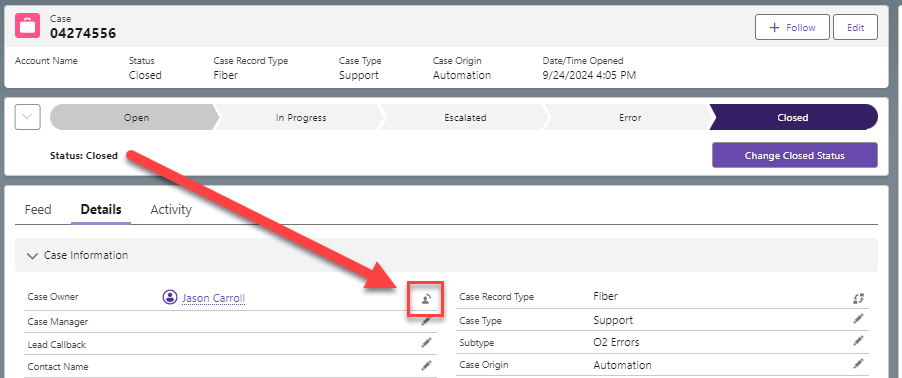 Case
04274556
+ Follow
Edit
Account Name Status Case Record Type Case Type Case Origin Date/Time Opened
Closed Fiber Support Automation 9/24/2024 4:05 PM
Open In Progress Escalated Error Closed
Status: Closed
Change Closed Status
Feed Details Activity
Case Information
Case Owner Jason Carroll
Case Manager
Lead Callback
Contact Name
Case Record Type Fiber
Case Type Support
Subtype O2 Errors
Case Origin Automation